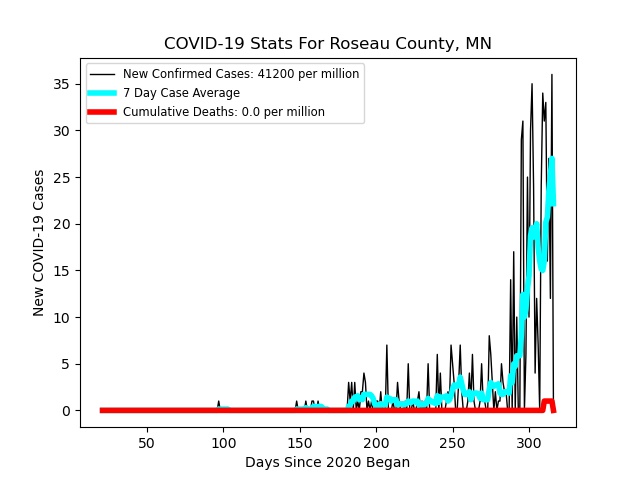 COVID-19 Stats For Roseau County, MN
New Confirmed Cases: 41200 per million
7 Day Case Average
Cumulative Deaths: 0.0 per million
New COVID-19 Cases
35
30
25
20
15
10
5
0
50 100 150 200 250 300
Days Since 2020 Began